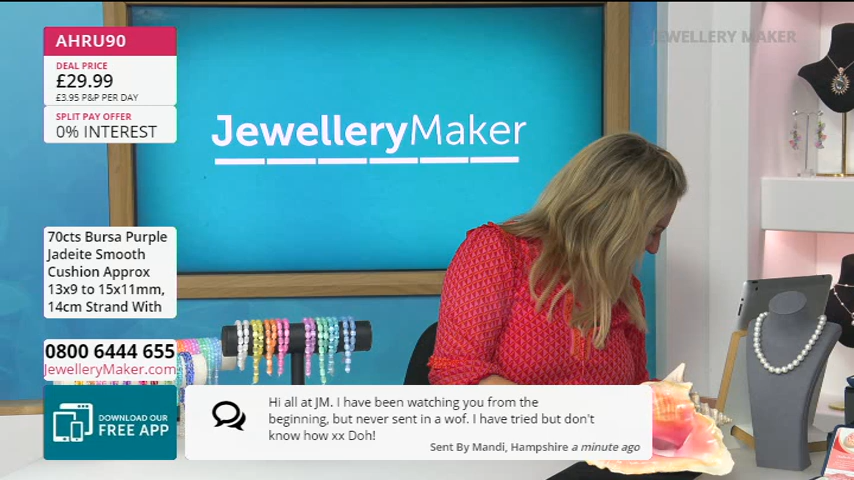 AHRU90
DEAL PRICE
£29.99
£3.95 P&P PER DAY
SPLIT PAY OFFER
0% INTEREST
JewelleryMaker
JEWELLERY MAKER
70cts Bursa Purple
Jadeite Smooth
Cushion Approx
13x9 to 15x11mm,
14cm Strand With
0800 6444 655
JewelleryMaker.com
DOWNLOAD OUR
FREE APP
Hi all at JM. I have been watching you from the
beginning, but never sent in a wof. I have tried but don't
know how xx Doh!
Sent By Mandi, Hampshire a minute ago